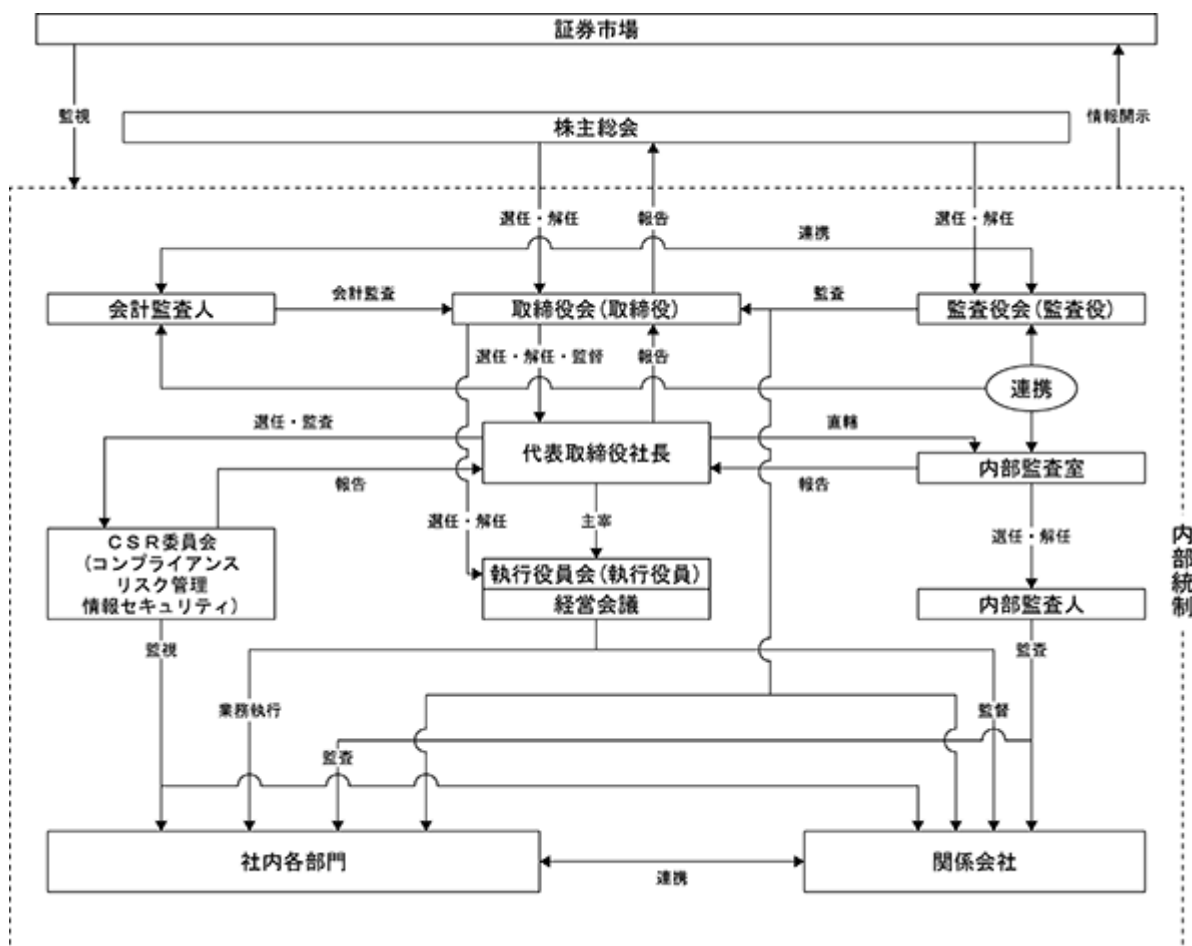 証券市場
監視
株主総会
情報開示
選任・解任
報告
選任・解任
連携
会計監査人
会計監査
取締役会(取締役)
監査
監査役会(監査役)
選任・解任・監督
報告
連携
選任・監査
代表取締役社長
直轄
報告
報告
内部監査室
選任・解任
主宰
選任・解任
CSR委員会
(コンプライアンス
リスク管理
情報セキュリティ)
執行役員会(執行役員)
経営会議
内部監査人
内部統制
監視
監査
業務執行
監督
監査
社内各部門
連携
関係会社